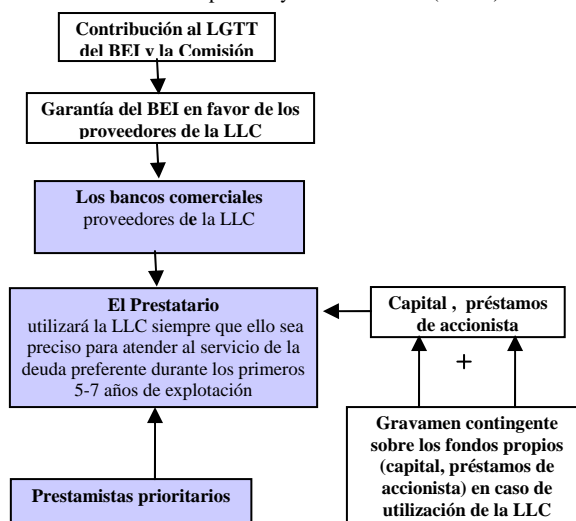 Contribución al LGTT
del BEI y la Comisión
Garantía del BEI en favor de los
proveedores de la LLC
Los bancos comerciales
proveedores de la LLC
El Prestatario
utilizará la LLC siempre que ello sea
preciso para atender al servicio de la
deuda preferente durante los primeros
5-7 años de explotación
Capital , préstamos
de accionista
+
Gravamen contingente
sobre los fondos propios
(capital, préstamos de
accionista) en caso de
utilización de la LLC
Prestamistas prioritarios